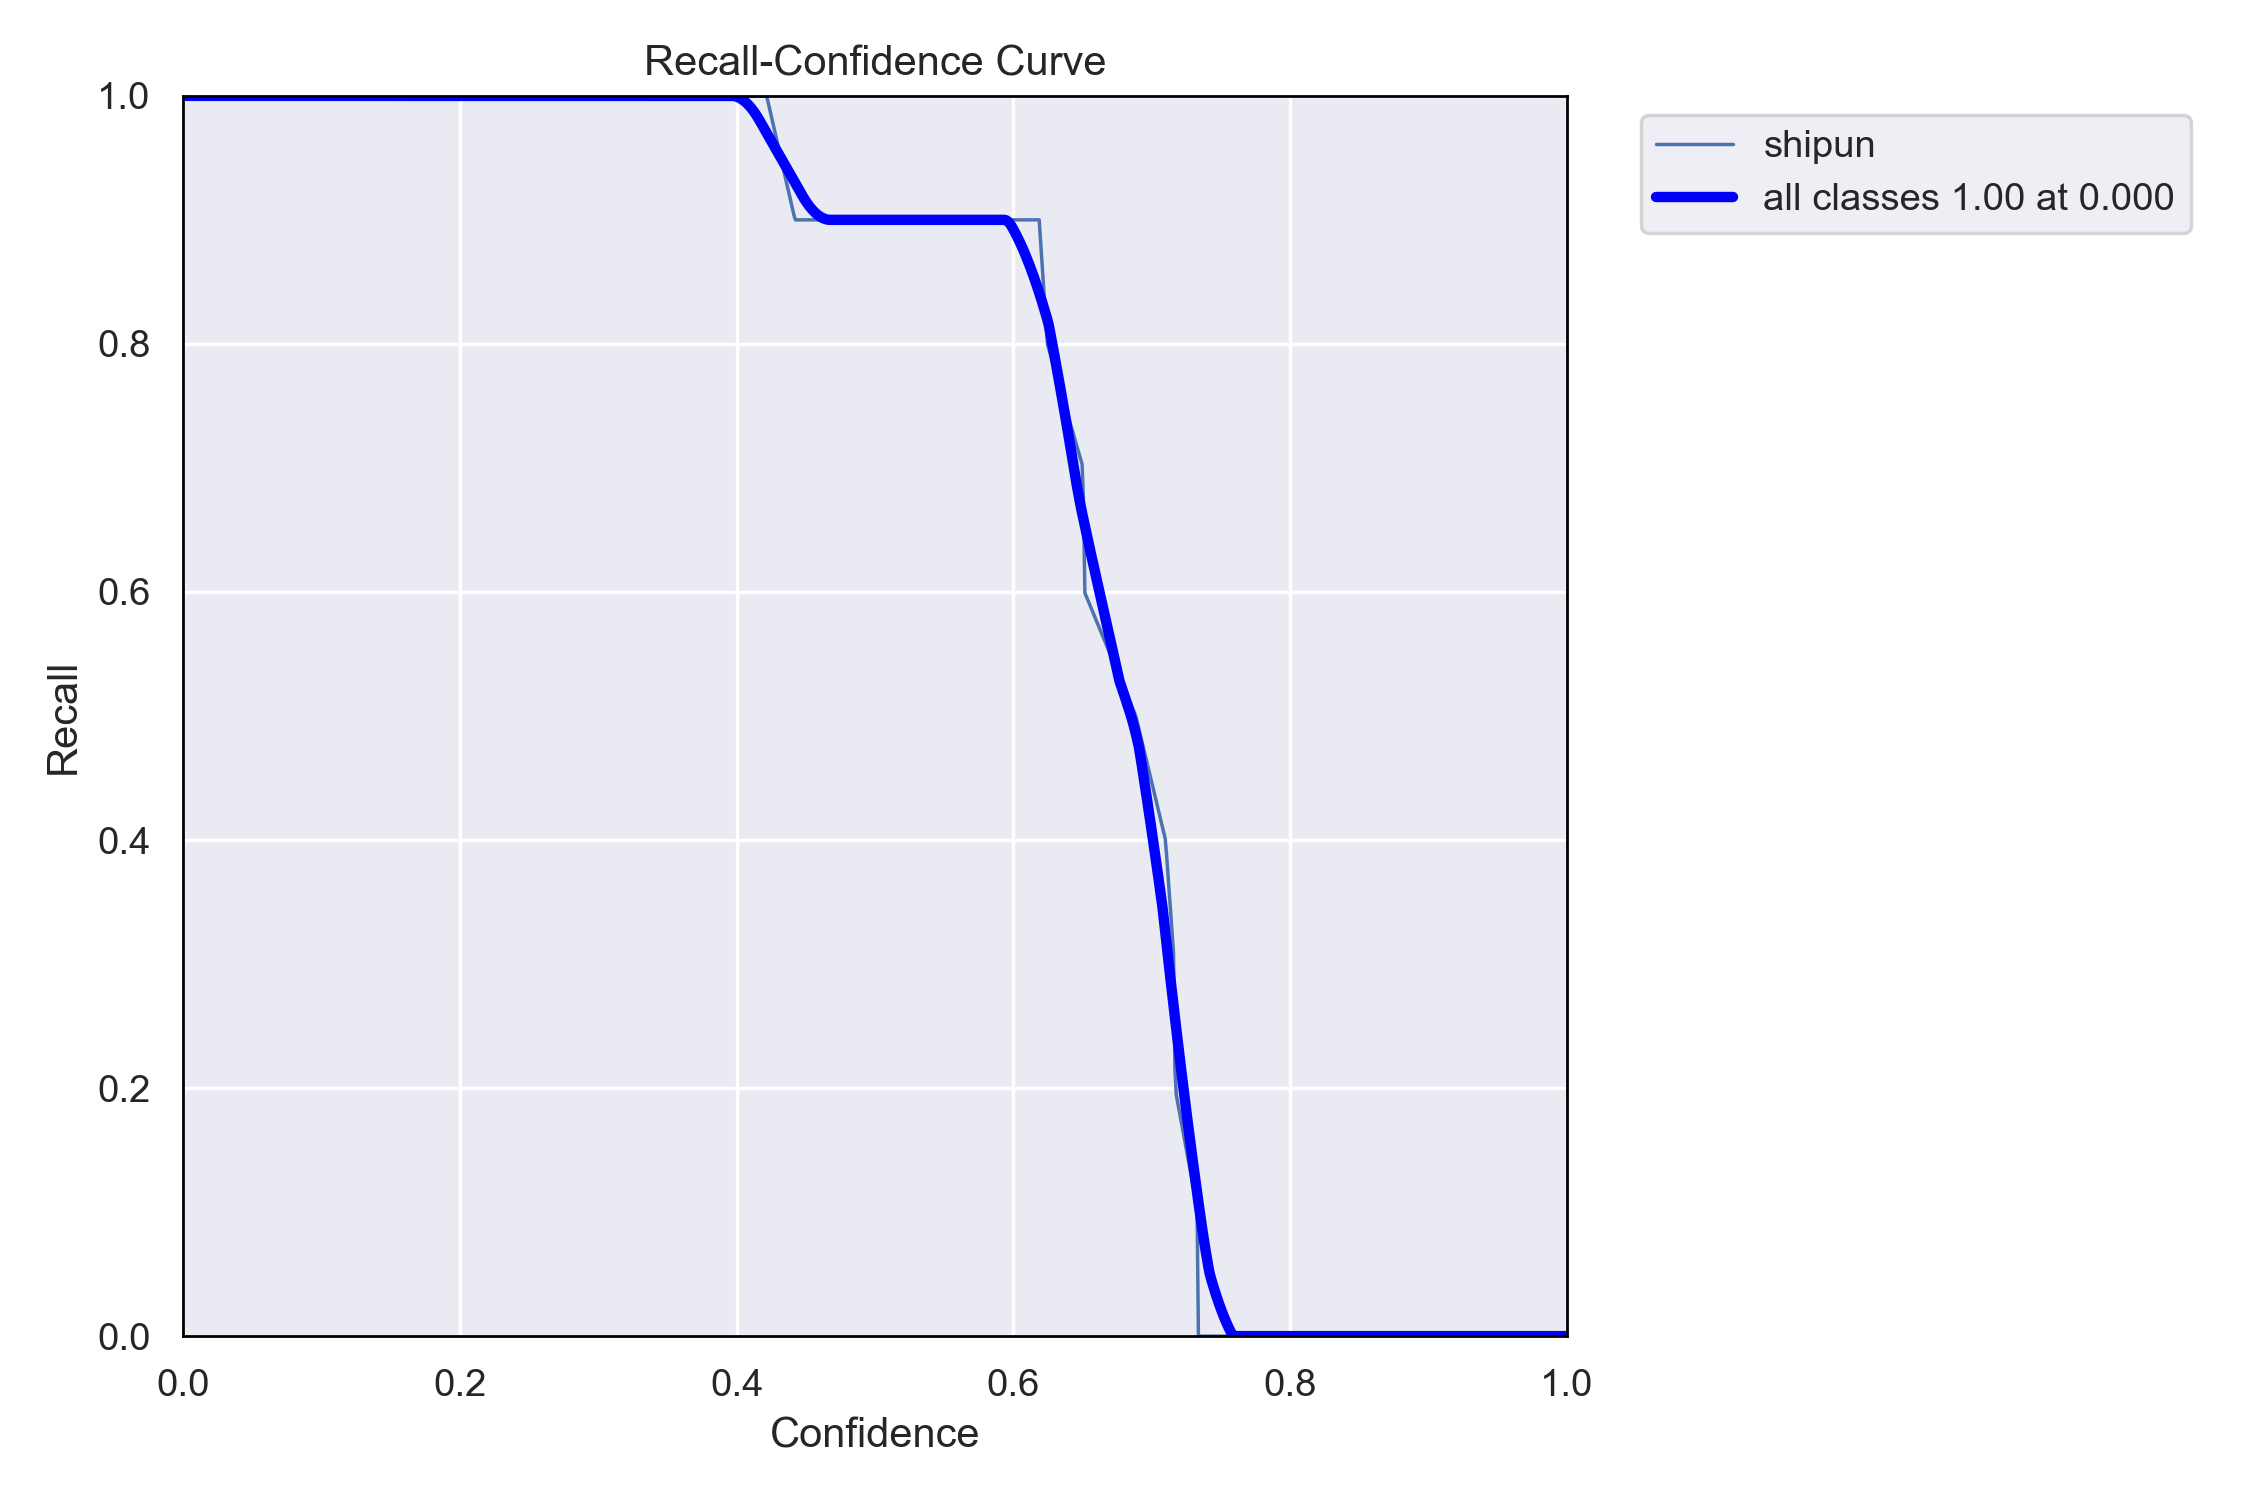 Recall-Confidence Curve
1.0
0.8
0.6
0.4
0.2
0.0
Recall
0.0 0.2 0.4 0.6 0.8 1.0
Confidence
shipun
all classes 1.00 at 0.000